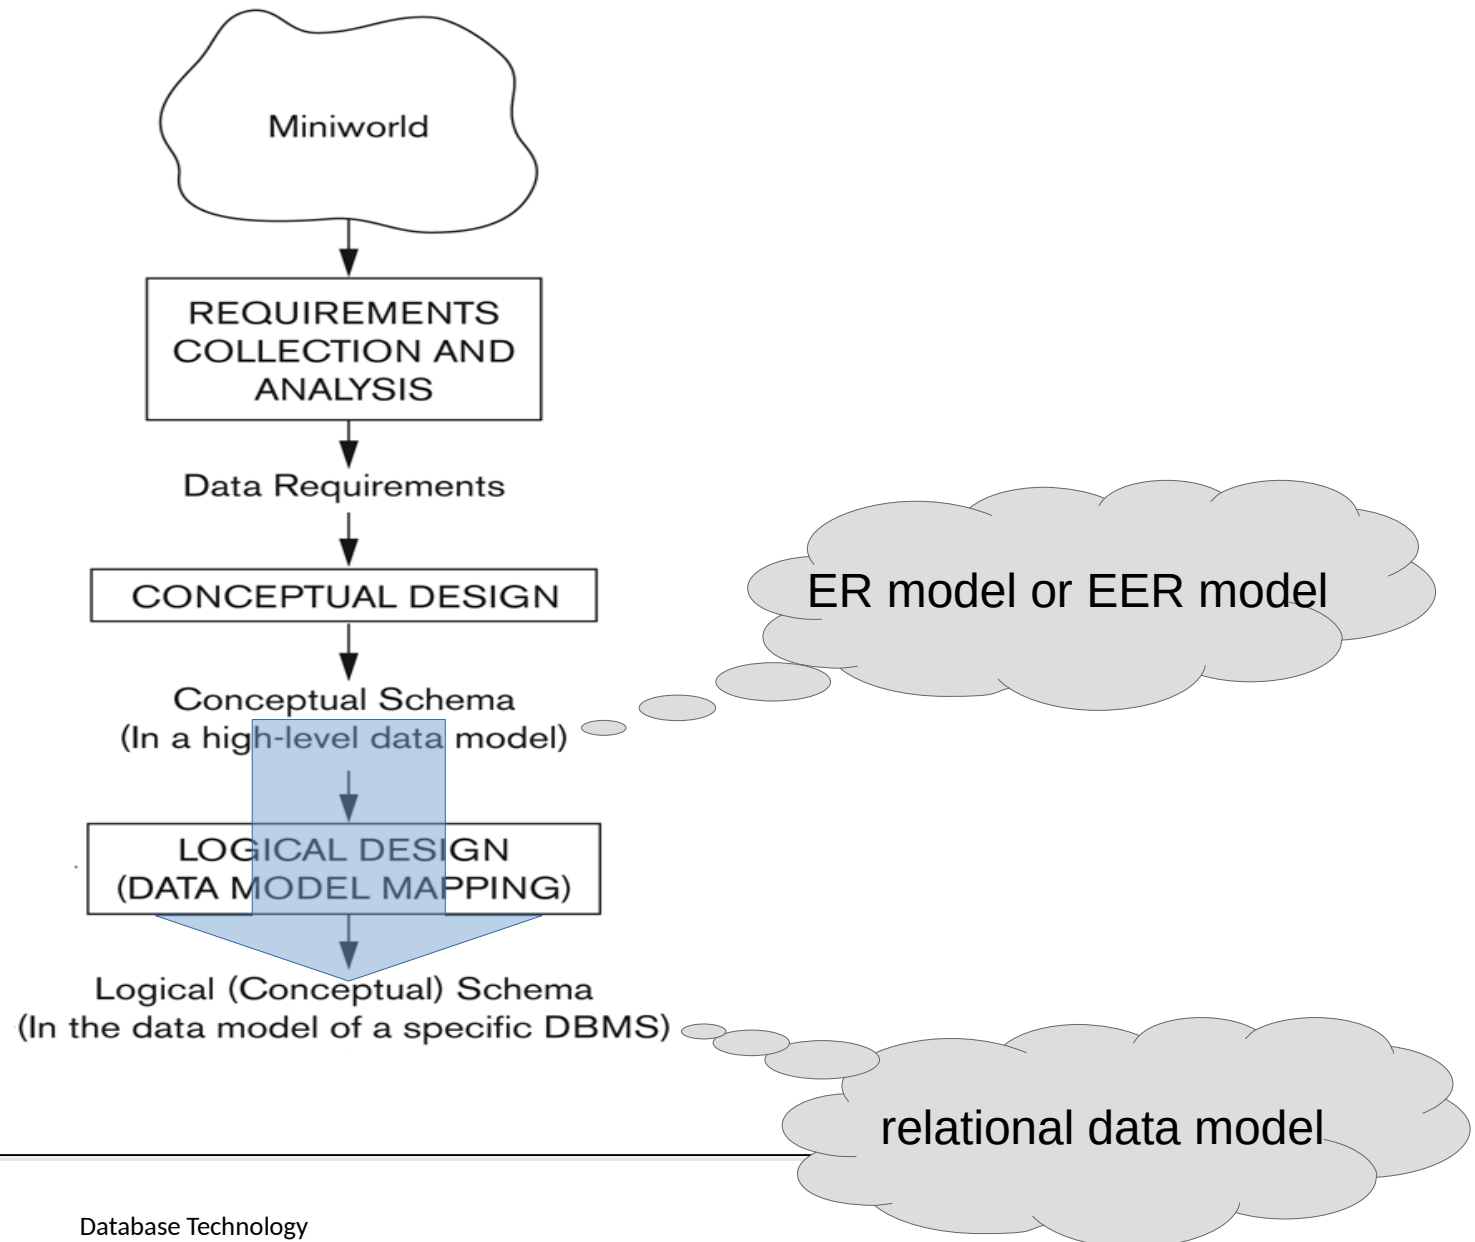 Miniworld
REQUIREMENTS
COLLECTION AND
ANALYSIS
Data Requirements
CONCEPTUAL DESIGN
ER model or EER model
Conceptual Schema
(In a high-level data model)
LOGICAL DESIGN
(DATA MODEL MAPPING)
Logical (Conceptual) Schema
(In the data model of a specific DBMS)
relational data model
Database Technology